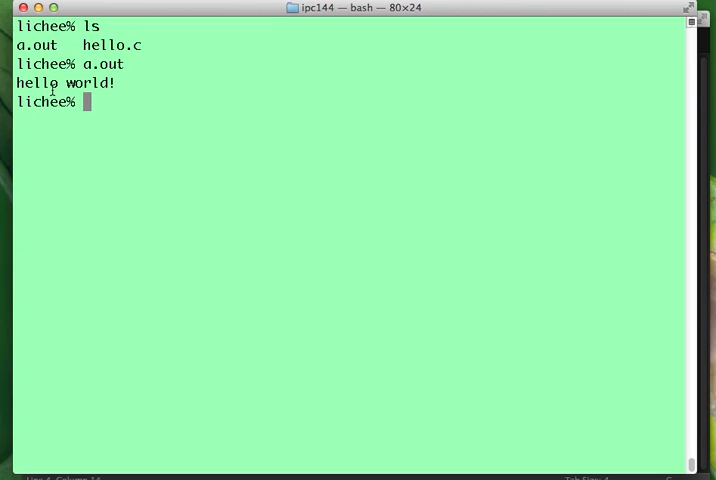 ipc144 — bash — 80×24
lichee% ls
a.out hello.c
lichee% a.out
hello world!
lichee%